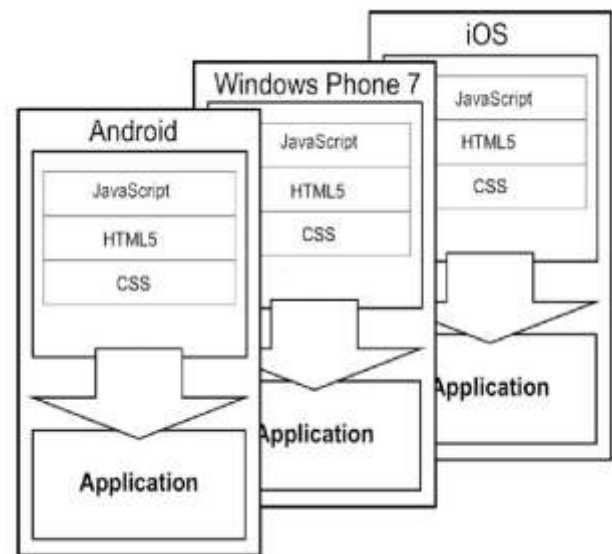 iOS
JavaScript
HTML5
CSS
Application
Windows Phone 7
JavaScript
HTML5
CSS
Application
Android
JavaScript
HTML5
CSS
Application